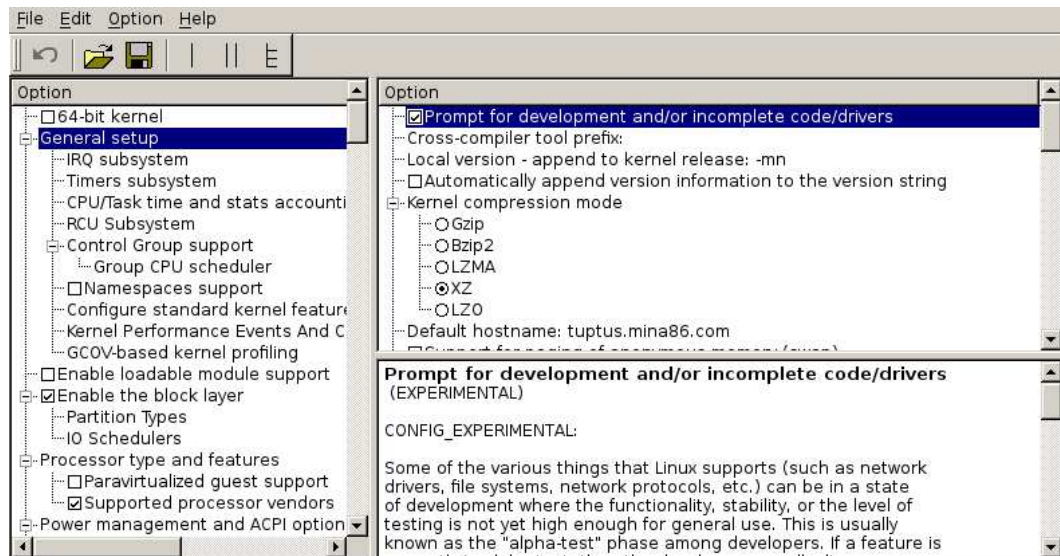 File Edit Option Help
Option
64-bit kernel
General setup
IRQ subsystem
Timers subsystem
CPU/Task time and stats accounti
RCU Subsystem
Control Group support
Group CPU scheduler
Namespaces support
Configure standard kernel feature
Kernel Performance Events And C
GCOV-based kernel profiling
Enable loadable module support
Enable the block layer
Partition Types
IO Schedulers
Processor type and features
Paravirtualized guest support
Supported processor vendors
Power management and ACPI option
Option
Prompt for development and/or incomplete code/drivers
Cross-compiler tool prefix:
Local version - append to kernel release: -mn
Automatically append version information to the version string
Kernel compression mode
Gzip
Bzip2
LZMA
XZ
LZO
Default hostname: tuptus.mina86.com
Support for paging of anonymous memory (swap)
Prompt for development and/or incomplete code/drivers
(EXPERIMENTAL)
CONFIG_EXPERIMENTAL:
Some of the various things that Linux supports (such as network
drivers, file systems, network protocols, etc.) can be in a state
of development where the functionality, stability, or the level of
testing is not yet high enough for general use. This is usually
known as the "alpha-test" phase among developers. If a feature is